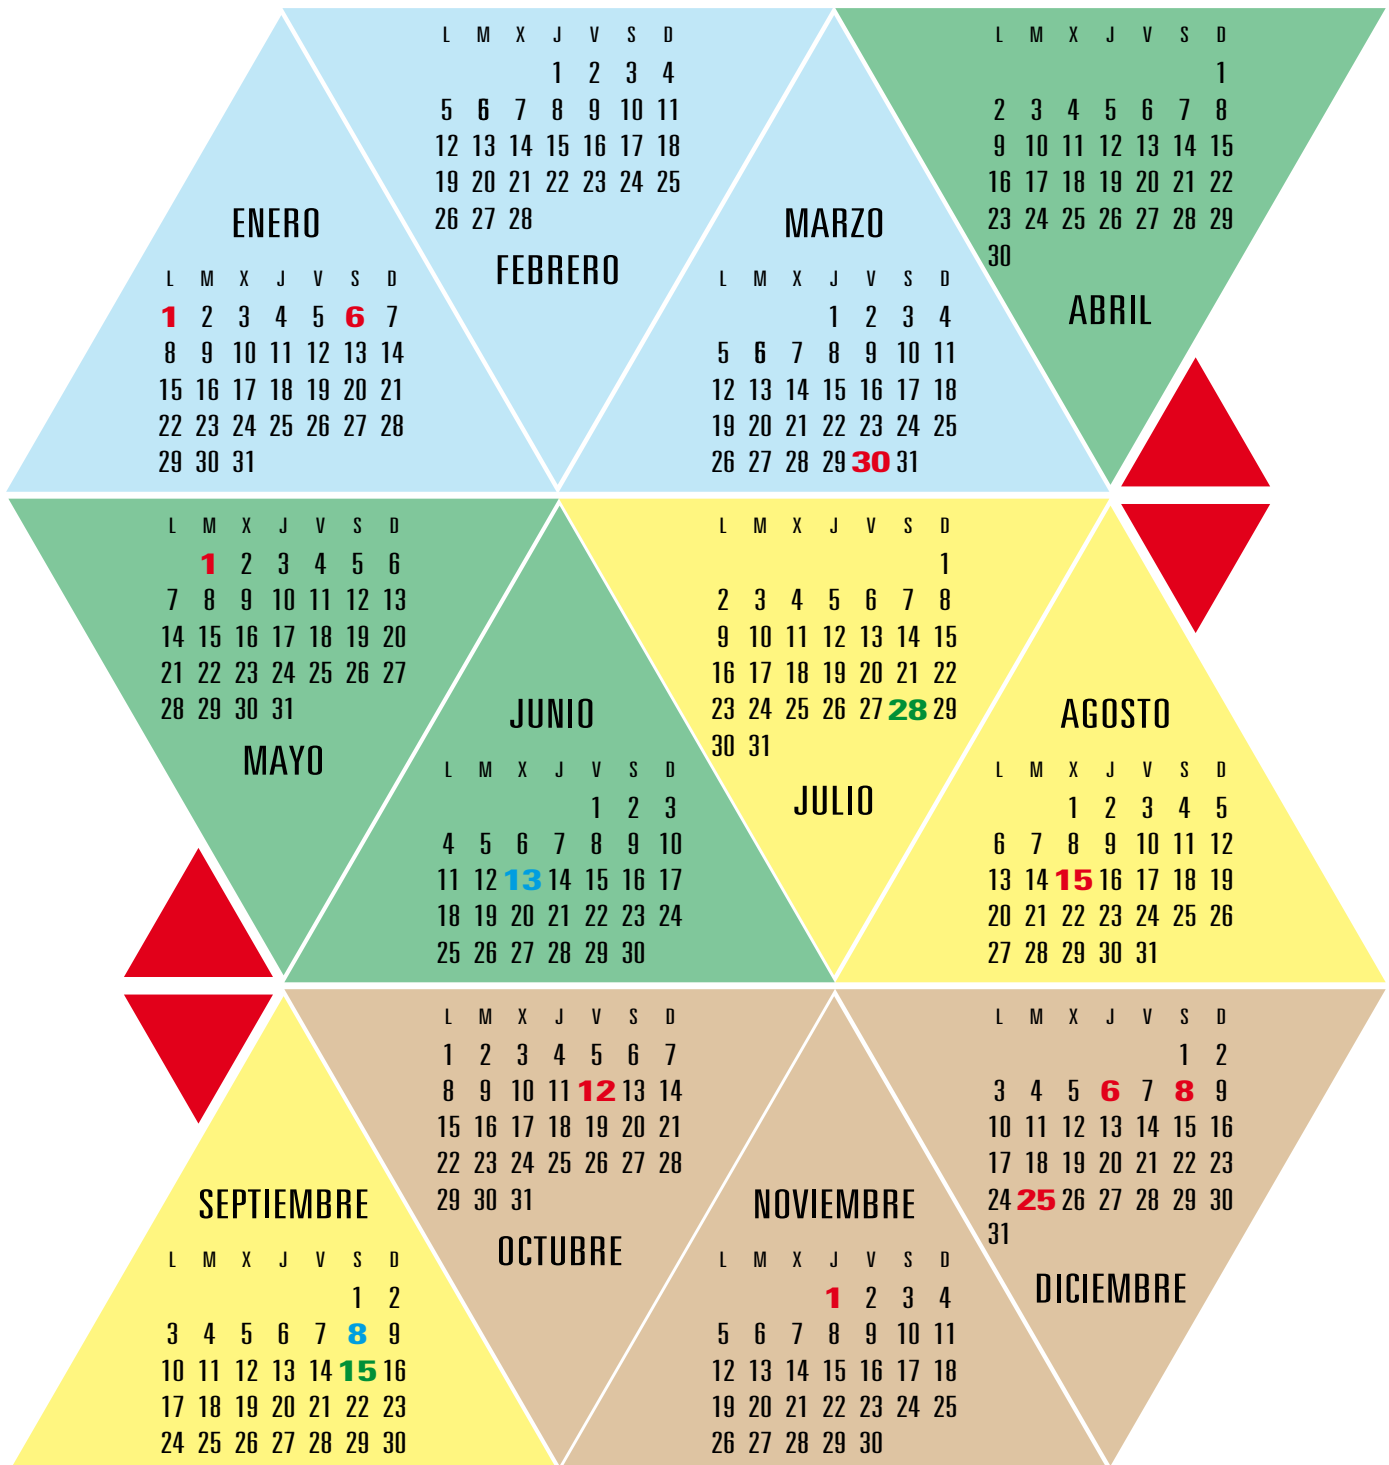 ENERO
L M X J V S D
1 2 3 4 5 6 7
8 9 10 11 12 13 14
15 16 17 18 19 20 21
22 23 24 25 26 27 28
29 30 31
L M X J V S D
1 2 3 4
5 6 7 8 9 10 11
12 13 14 15 16 17 18
19 20 21 22 23 24 25
26 27 28
FEBRERO
MARZO
L M X J V S D
1 2 3 4
5 6 7 8 9 10 11
12 13 14 15 16 17 18
19 20 21 22 23 24 25
26 27 28 29 30 31
L M X J V S D
1
2 3 4 5 6 7 8
9 10 11 12 13 14 15
16 17 18 19 20 21 22
23 24 25 26 27 28 29
30
ABRIL
L M X J V S D
1 2 3 4 5 6
7 8 9 10 11 12 13
14 15 16 17 18 19 20
21 22 23 24 25 26 27
28 29 30 31
MAYO
JUNIO
L M X J V S D
1 2 3
4 5 6 7 8 9 10
11 12 13 14 15 16 17
18 19 20 21 22 23 24
25 26 27 28 29 30
L M X J V S D
1
2 3 4 5 6 7 8
9 10 11 12 13 14 15
16 17 18 19 20 21 22
23 24 25 26 27 28 29
30 31
JULIO
AGOSTO
L M X J V S D
1 2 3 4 5
6 7 8 9 10 11 12
13 14 15 16 17 18 19
20 21 22 23 24 25 26
27 28 29 30 31
SEPTIEMBRE
L M X J V S D
1 2
3 4 5 6 7 8 9
10 11 12 13 14 15 16
17 18 19 20 21 22 23
24 25 26 27 28 29 30
L M X J V S D
1 2 3 4 5 6 7
8 9 10 11 12 13 14
15 16 17 18 19 20 21
22 23 24 25 26 27 28
29 30 31
OCTUBRE
NOVIEMBRE
L M X J V S D
1 2 3 4
5 6 7 8 9 10 11
12 13 14 15 16 17 18
19 20 21 22 23 24 25
26 27 28 29 30
L M X J V S D
1 2
3 4 5 6 7 8 9
10 11 12 13 14 15 16
17 18 19 20 21 22 23
24 25 26 27 28 29 30
31
DICIEMBRE